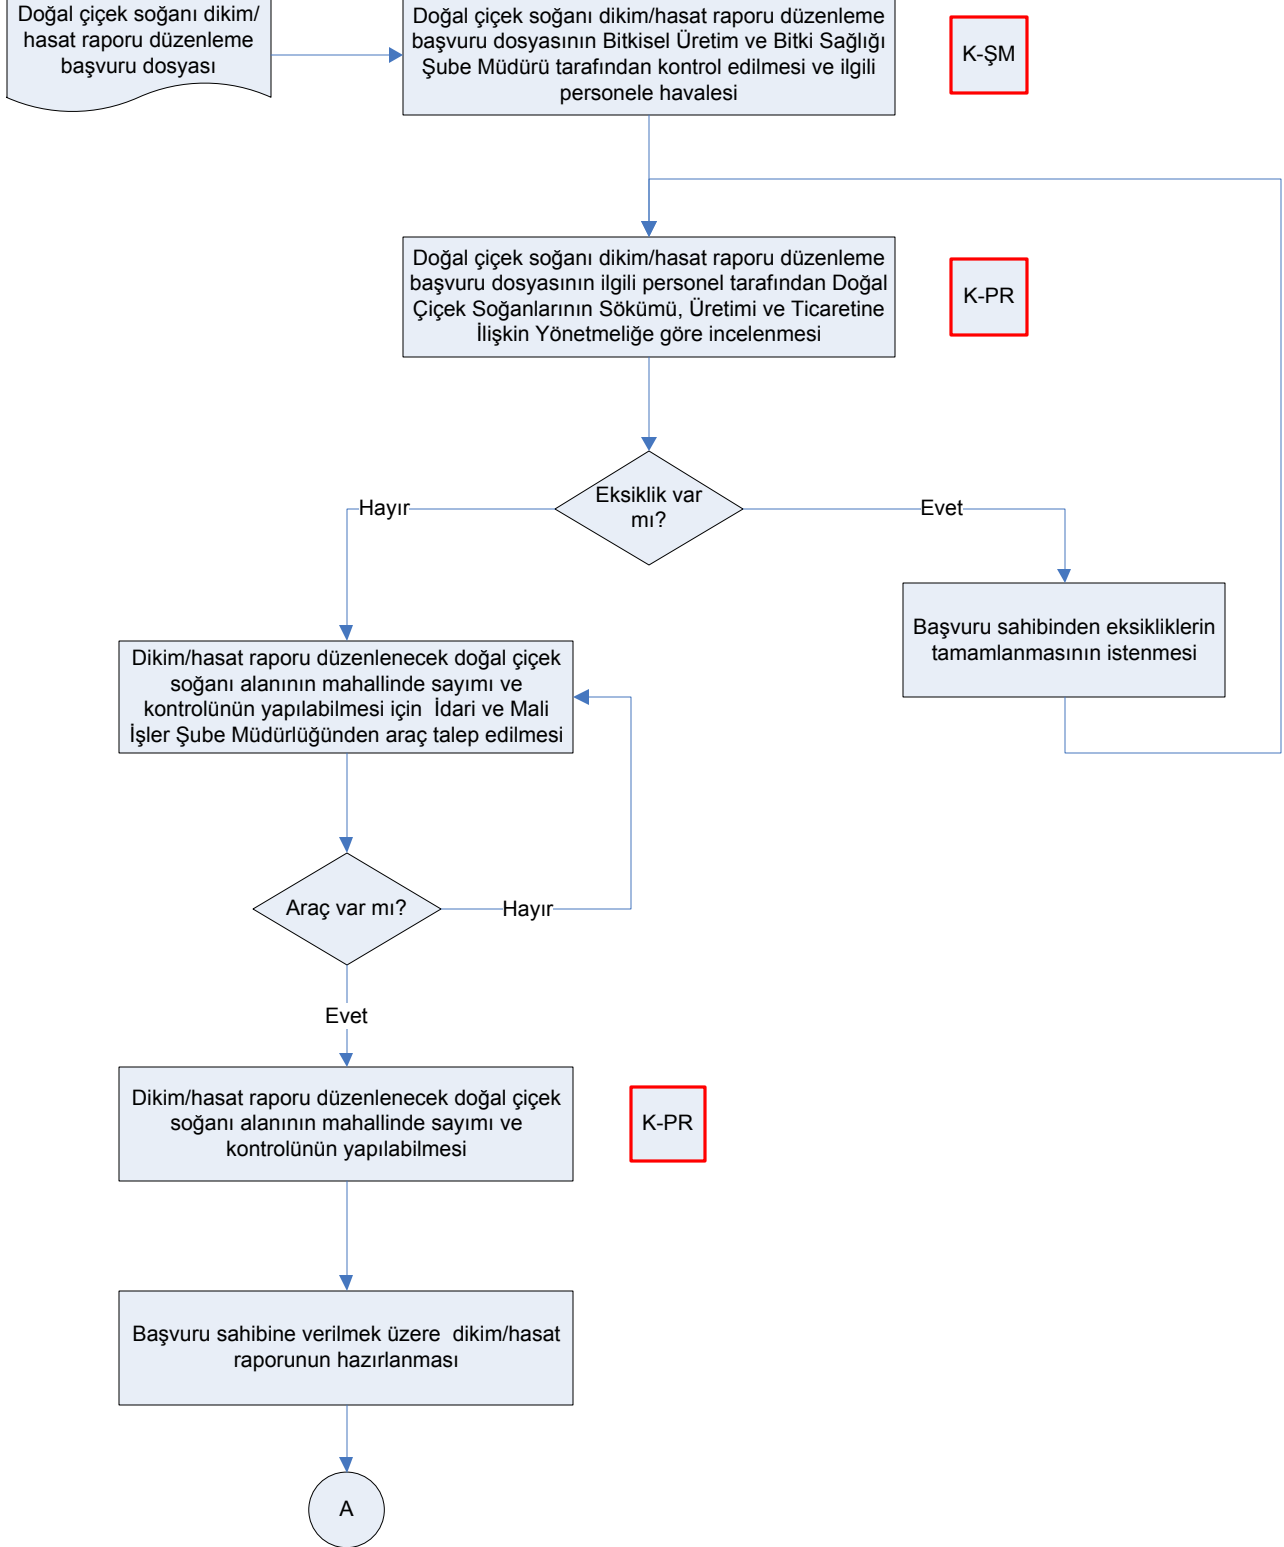 Doğal çiçek soğanı dikim/
hasat raporu düzenleme
başvuru dosyası
Doğal çiçek soğanı dikim/hasat raporu düzenleme
başvuru dosyasının Bitkisel Üretim ve Bitki Sağlığı
Şube Müdürü tarafından kontrol edilmesi ve ilgili
personele havalesi
K-ŞM
Doğal çiçek soğanı dikim/hasat raporu düzenleme
başvuru dosyasının ilgili personel tarafından Doğal
Çiçek Soğanlarının Sökümü, Üretimi ve Ticaretine
İlişkin Yönetmeliğe göre incelenmesi
K-PR
Eksiklik var
mı?
Hayır
Evet
Başvuru sahibinden eksikliklerin
tamamlanmasının istenmesi
Dikim/hasat raporu düzenlenecek doğal çiçek
soğanı alanının mahallinde sayımı ve
kontrolünün yapılabilmesi için  İdari ve Mali
İşler Şube Müdürlüğünden araç talep edilmesi
Araç var mı?
Hayır
Evet
Dikim/hasat raporu düzenlenecek doğal çiçek
soğanı alanının mahallinde sayımı ve
kontrolünün yapılabilmesi
K-PR
Başvuru sahibine verilmek üzere  dikim/hasat
raporunun hazırlanması
A